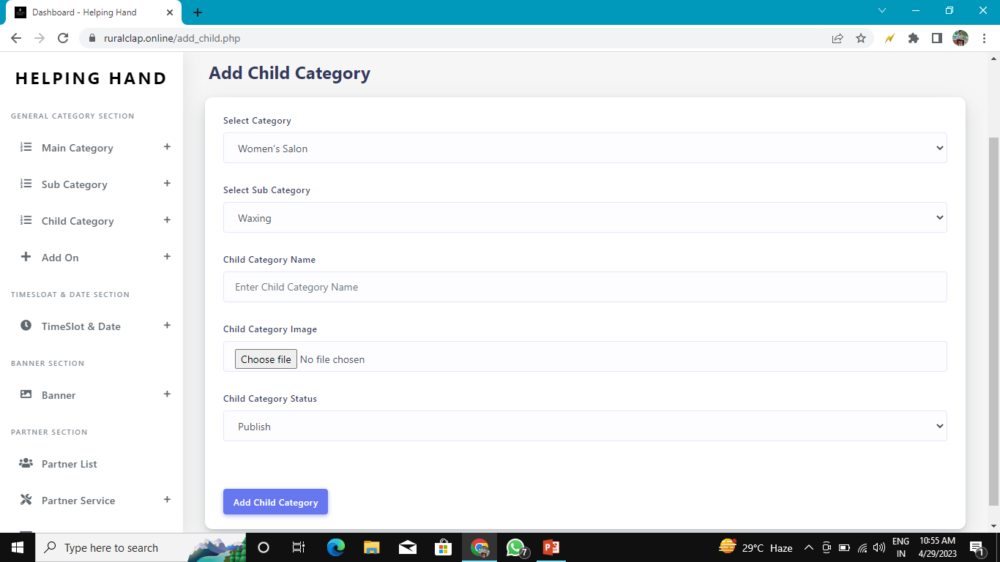 Dashboard - Helping Hand
ruralclap.online/add_child.php
HELPING HAND
GENERAL CATEGORY SECTION
Main Category +
Sub Category +
Child Category +
Add On +
TIMESLOAT & DATE SECTION
TimeSlot & Date +
BANNER SECTION
Banner +
PARTNER SECTION
Partner List
Partner Service +
Add Child Category
Select Category
Women's Salon
Select Sub Category
Waxing
Child Category Name
Enter Child Category Name
Child Category Image
Choose file No file chosen
Child Category Status
Publish
Add Child Category
Type here to search
7
29°C Haze
ENG
IN
10:55 AM
4/29/2023
1